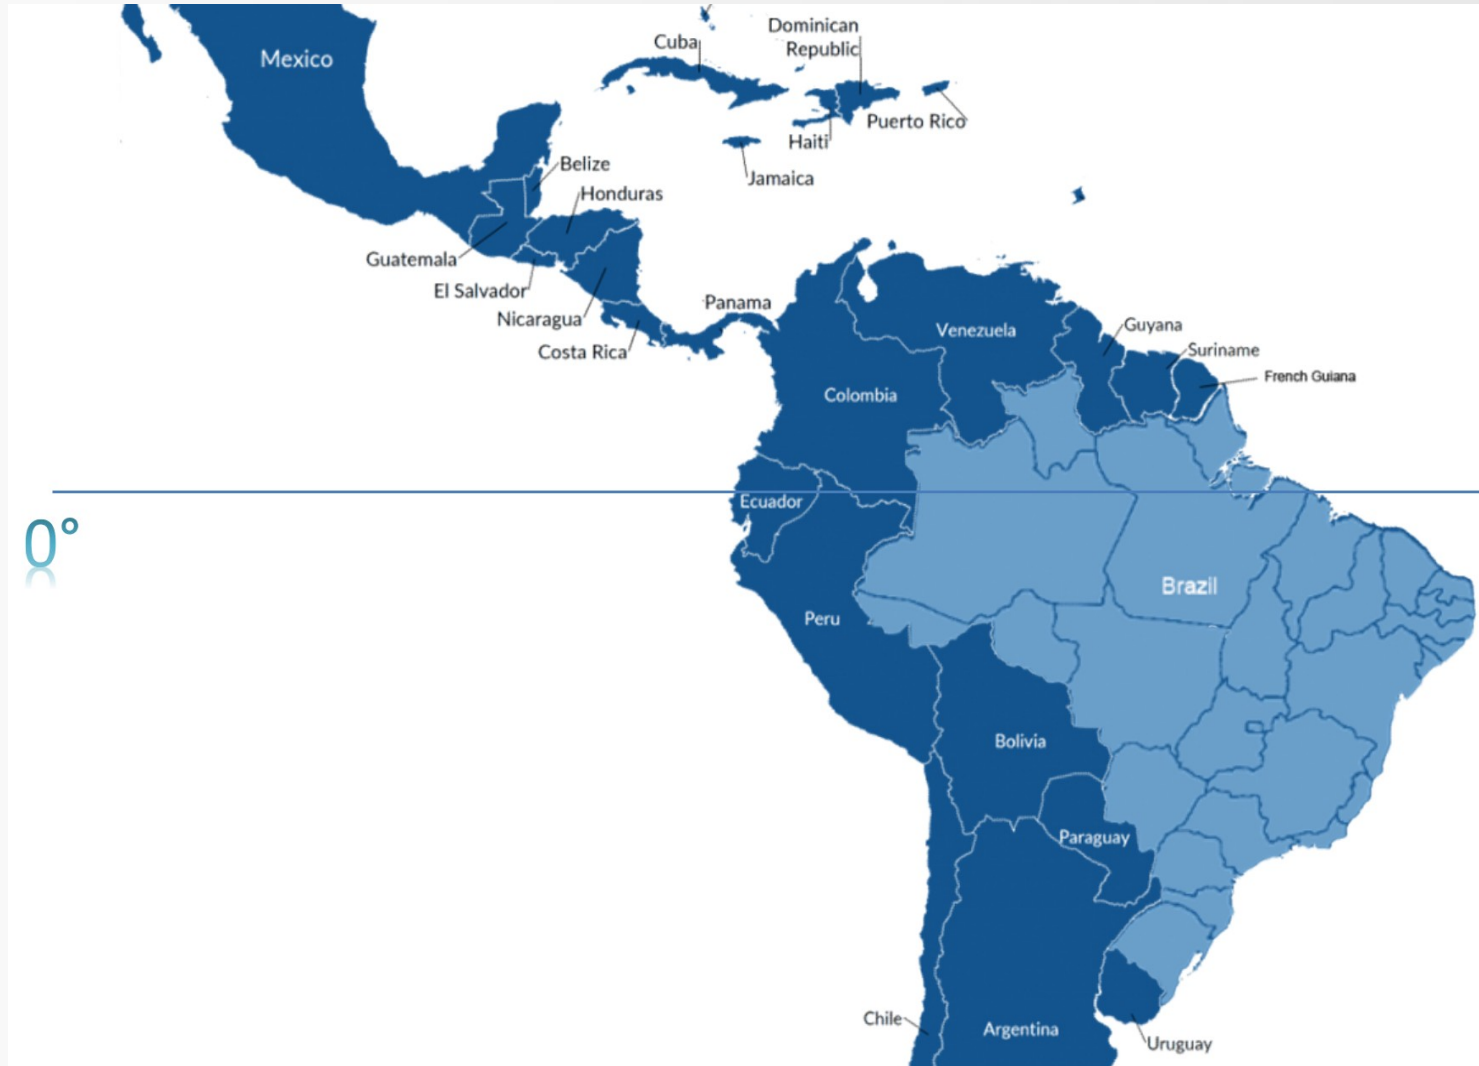 Mexico
Cuba
Dominican
Republic
Puerto Rico
Haiti
Jamaica
Belize
Honduras
Guatemala
El Salvador
Nicaragua
Costa Rica
Panama
Venezuela
Guyana
Suriname
French Guiana
Colombia
Ecuador
0°
Brazil
Peru
Bolivia
Paraguay
Chile
Argentina
Uruguay